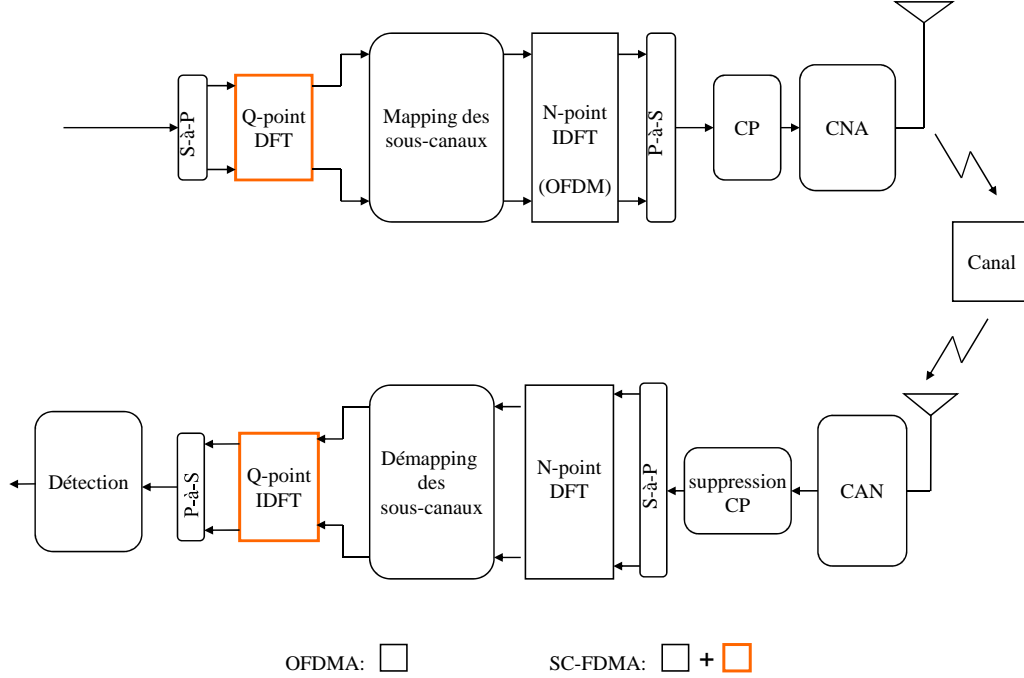 S-à-P
Q-point
DFT
Mapping des
sous-canaux
N-point
IDFT
(OFDM)
P-à-S
CP
CNA
Canal
Détection
P-à-S
Q-point
IDFT
Démapping
des
sous-canaux
N-point
DFT
S-à-P
suppression
CP
CAN
OFDMA:
SC-FDMA: +